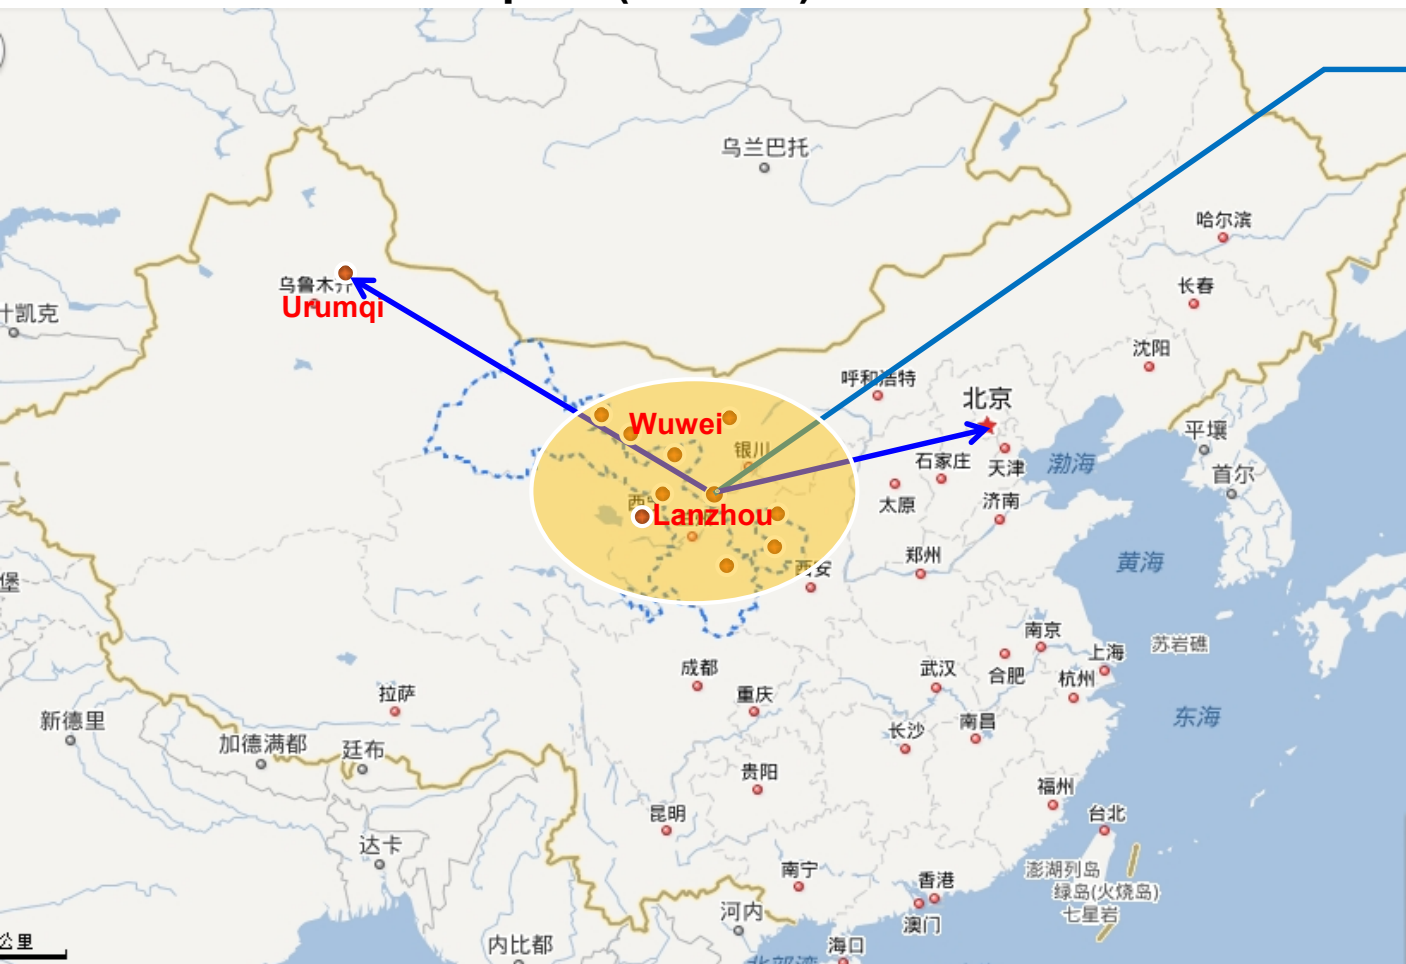 乌兰巴托
哈尔滨
乌鲁木齐
Urumqi
长春
什凯克
沈阳
呼和浩特
北京
Wuwei
平壤
银川
石家庄
天津
渤海
首尔
西宁
太原
济南
Lanzhou
郑州
黄海
西安
堡
南京
苏岩礁
上海
成都
武汉
合肥
杭州
拉萨
重庆
新德里
长沙
南昌
东海
加德满都
廷布
贵阳
福州
昆明
台北
达卡
南宁
澎湖列岛
香港
绿岛(火烧岛)
河内
七星岩
澳门
公里
内比都
海口
北部湾